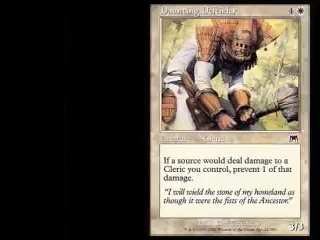 Daunting Defender 4
If a source would deal damage to a
Cleric you control, prevent 1 of
that damage.
"I will wield the stone of my homeland as
though it were the fists of the Ancestor."
3/3